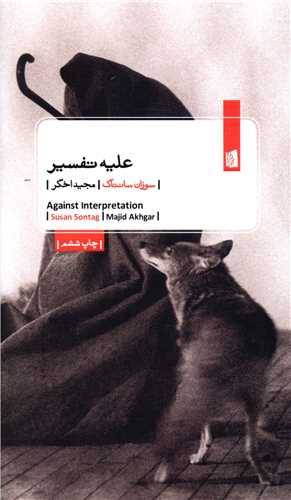 علیه تفسیر
| سوزان سانتاگ | مجید اخگر |
Against Interpretation
| Susan Sontag | Majid Akhgar |
| چاپ ششم |